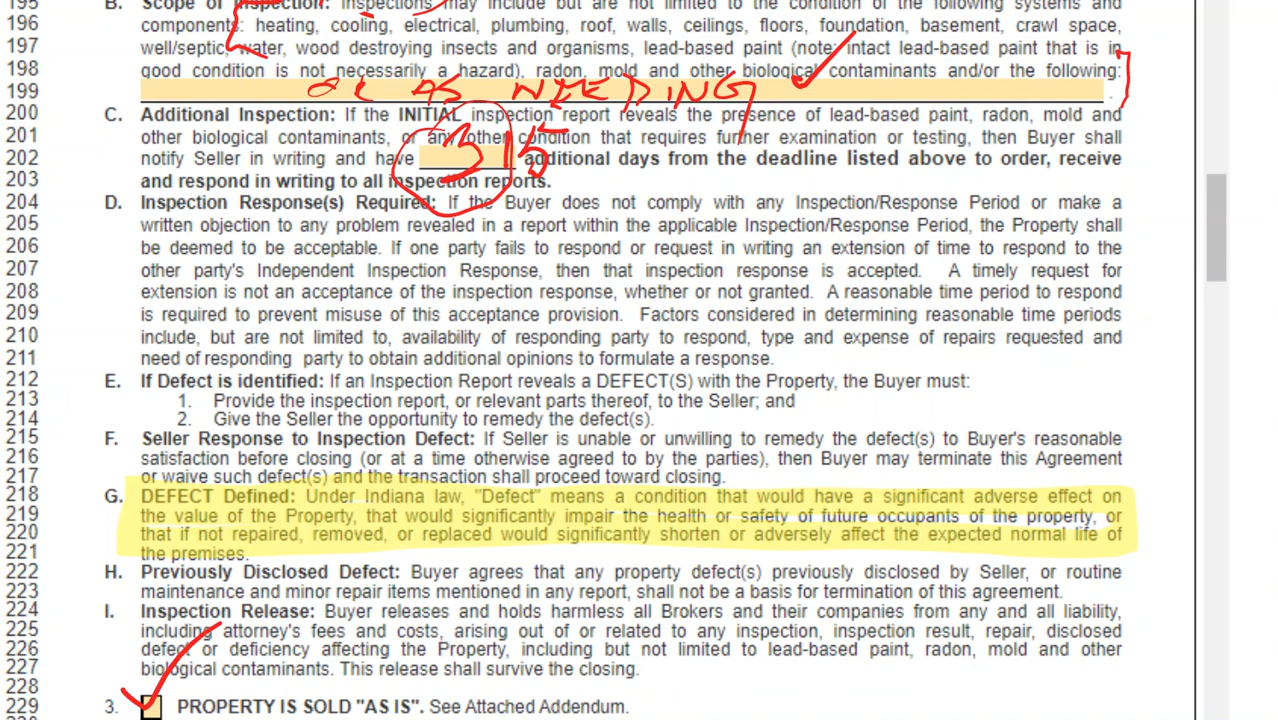 195 B. Scope of Inspection: Inspections may include but are not limited to the condition of the following systems and
196 components: heating, cooling, electrical, plumbing, roof, walls, ceilings, floors, foundation, basement, crawl space,
197 well/septic, water, wood destroying insects and organisms, lead-based paint (note: intact lead-based paint that is in
198 good condition is not necessarily a hazard), radon, mold and other biological contaminants and/or the following:
199 or AS NEEDING .
200 C. Additional Inspection: If the INITIAL inspection report reveals the presence of lead-based paint, radon, mold and
201 other biological contaminants, or any other condition that requires further examination or testing, then Buyer shall
202 notify Seller in writing and have 3 5 additional days from the deadline listed above to order, receive
203 and respond in writing to all inspection reports.
204 D. Inspection Response(s) Required: If the Buyer does not comply with any Inspection/Response Period or make a
205 written objection to any problem revealed in a report within the applicable Inspection/Response Period, the Property shall
206 be deemed to be acceptable. If one party fails to respond or request in writing an extension of time to respond to the
207 other party's Independent Inspection Response, then that inspection response is accepted. A timely request for
208 extension is not an acceptance of the inspection response, whether or not granted. A reasonable time period to respond
209 is required to prevent misuse of this acceptance provision. Factors considered in determining reasonable time periods
210 include, but are not limited to, availability of responding party to respond, type and expense of repairs requested and
211 need of responding party to obtain additional opinions to formulate a response.
212 E. If Defect is identified: If an Inspection Report reveals a DEFECT(S) with the Property, the Buyer must:
213 1. Provide the inspection report, or relevant parts thereof, to the Seller; and
214 2. Give the Seller the opportunity to remedy the defect(s).
215 F. Seller Response to Inspection Defect: If Seller is unable or unwilling to remedy the defect(s) to Buyer's reasonable
216 satisfaction before closing (or at a time otherwise agreed to by the parties), then Buyer may terminate this Agreement
217 or waive such defect(s) and the transaction shall proceed toward closing.
218 G. DEFECT Defined: Under Indiana law, "Defect" means a condition that would have a significant adverse effect on
219 the value of the Property, that would significantly impair the health or safety of future occupants of the property, or
220 that if not repaired, removed, or replaced would significantly shorten or adversely affect the expected normal life of
221 the premises.
222 H. Previously Disclosed Defect: Buyer agrees that any property defect(s) previously disclosed by Seller, or routine
223 maintenance and minor repair items mentioned in any report, shall not be a basis for termination of this agreement.
224 I. Inspection Release: Buyer releases and holds harmless all Brokers and their companies from any and all liability,
225 including attorney's fees and costs, arising out of or related to any inspection, inspection result, repair, disclosed
226 defect or deficiency affecting the Property, including but not limited to lead-based paint, radon, mold and other
227 biological contaminants. This release shall survive the closing.
228
229 3. PROPERTY IS SOLD "AS IS". See Attached Addendum.